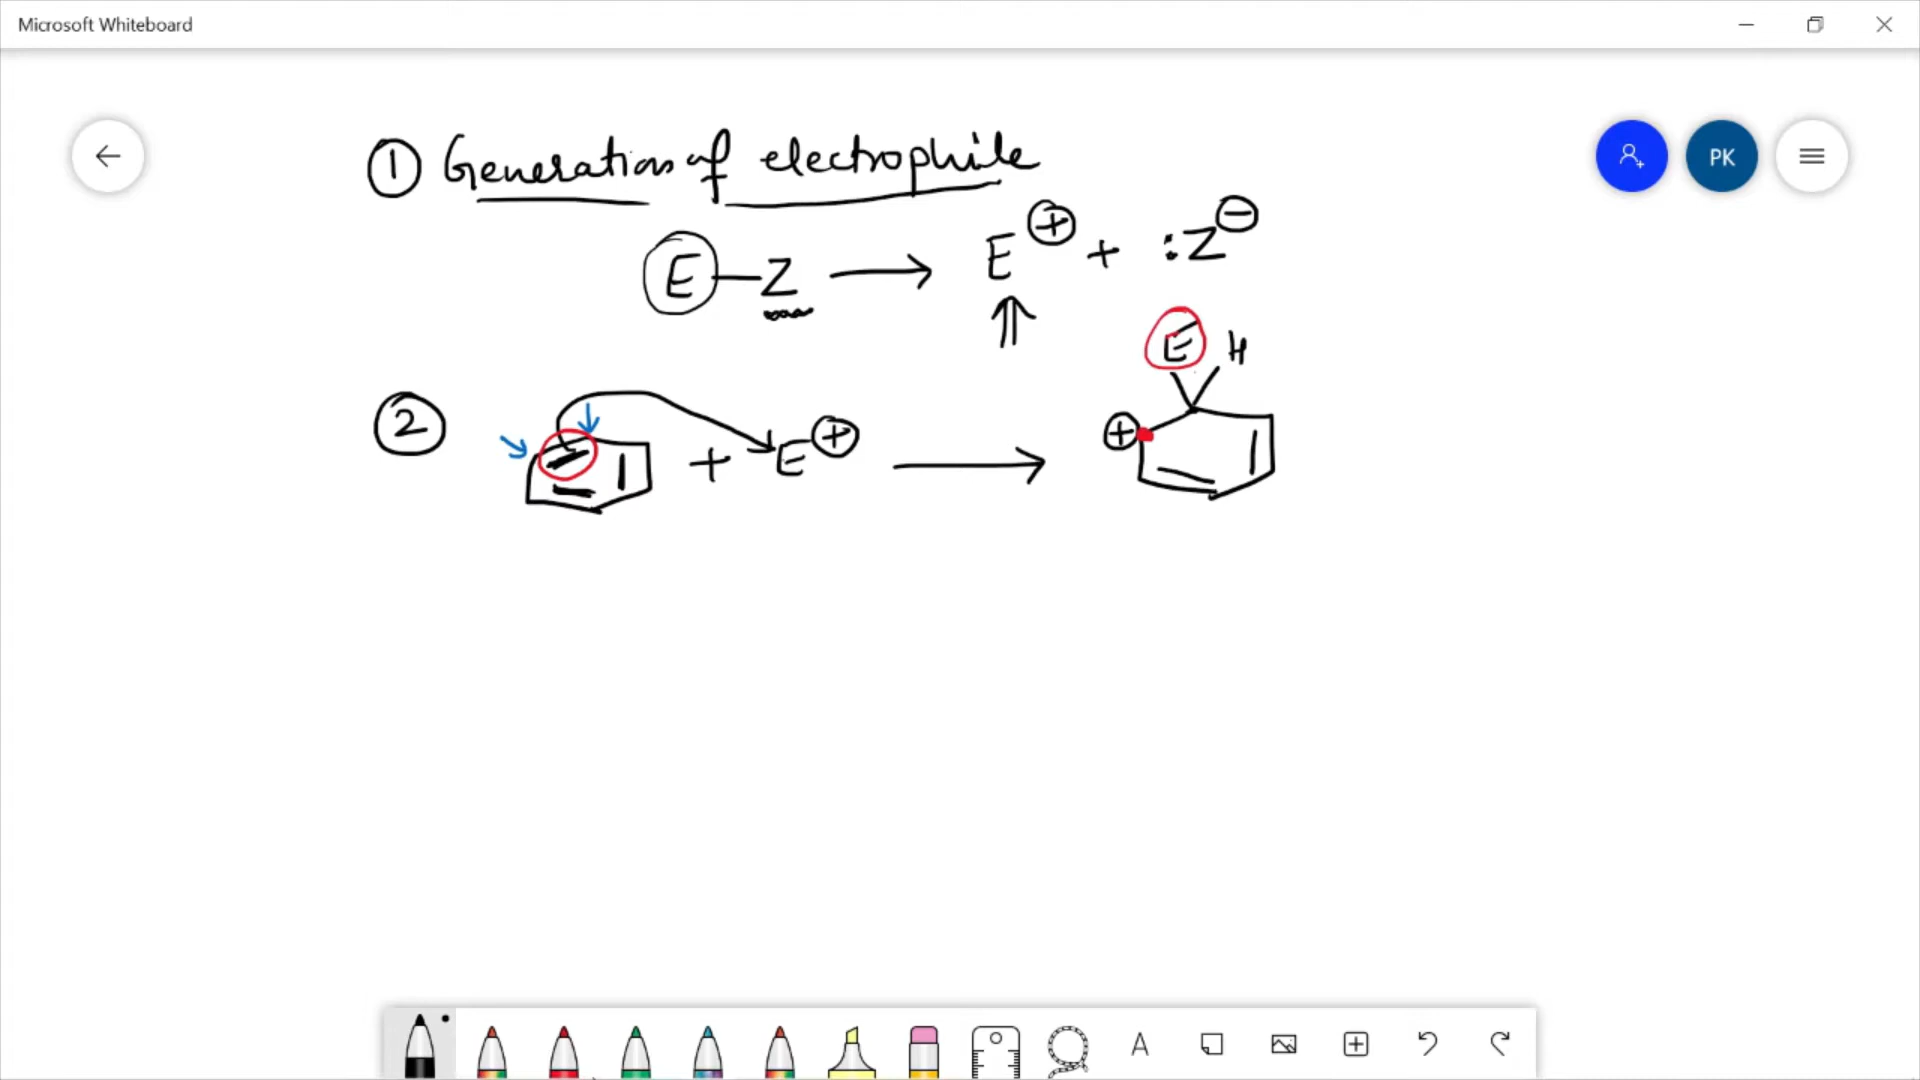 Microsoft Whiteboard
① Generation of electrophile
E—Z ⟶ E⊕ + :Z⊖
PK
② + E⊕ ⟶ ⊕ E H
A